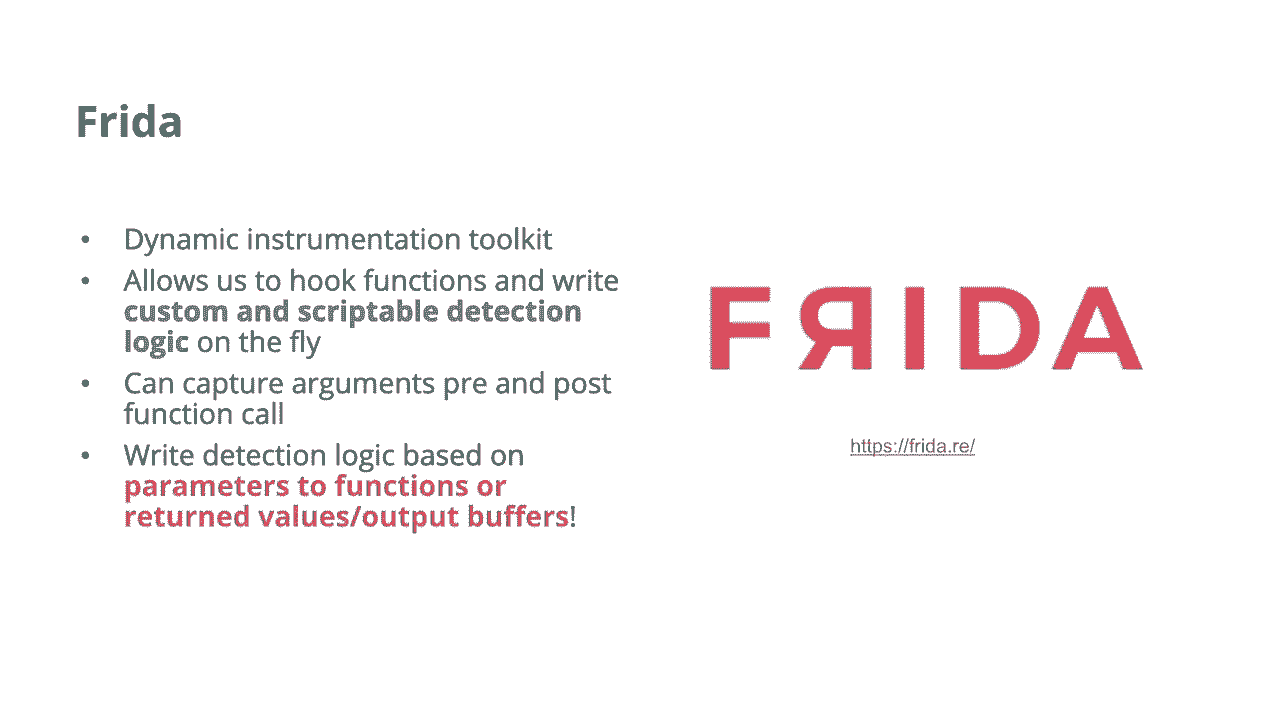 Frida
• Dynamic instrumentation toolkit
• Allows us to hook functions and write
custom and scriptable detection
logic on the fly
• Can capture arguments pre and post
function call
• Write detection logic based on
parameters to functions or
returned values/output buffers!
FЯIDA
https://frida.re/